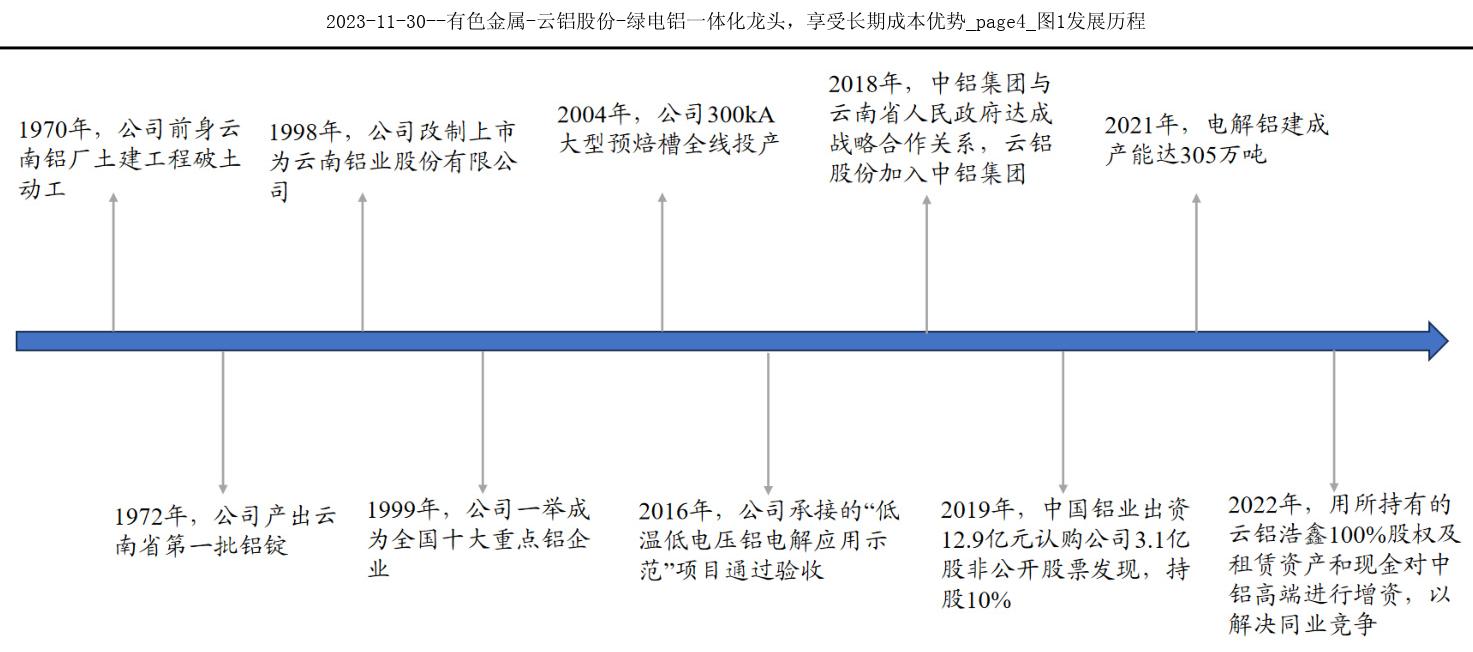 2023-11-30--有色金属-云铝股份-绿电铝一体化龙头，享受长期成本优势_page4_图1发展历程
1970年，公司前身云
南铝厂土建工程破土
动工
1998年，公司改制上市
为云南铝业股份有限公
司
2004年，公司300kA
大型预焙槽全线投产
2018年，中铝集团与
云南省人民政府达成
战略合作关系，云铝
股份加入中铝集团
2021年，电解铝建成
产能达305万吨
1972年，公司产出云
南省第一批铝锭
1999年，公司一举成
为全国十大重点铝企
业
2016年，公司承接的“低
温低电压铝电解应用示
范”项目通过验收
2019年，中国铝业出资
12.9亿元认购公司3.1亿
股非公开股票发现，持
股10%
2022年，用所持有的
云铝浩鑫100%股权及
租赁资产和现金对中
铝高端进行增资，以
解决同业竞争